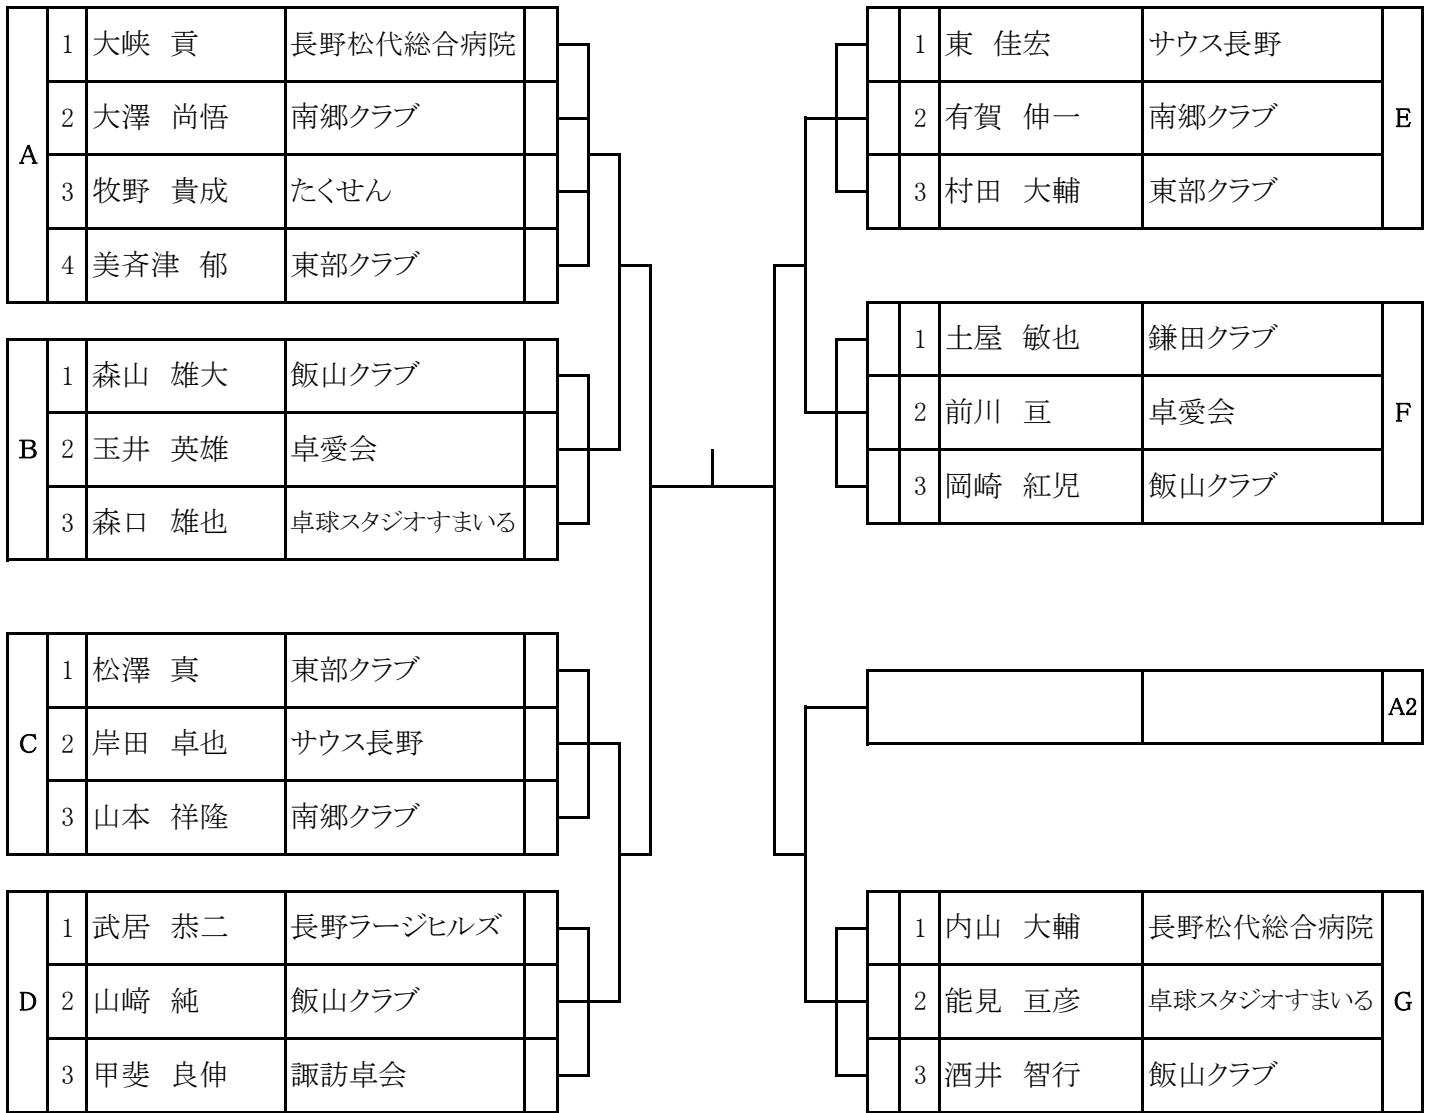 A
1 大峡 貢 長野松代総合病院
2 大澤 尚悟 南郷クラブ
3 牧野 貴成 たくせん
4 美斉津 郁 東部クラブ
B
1 森山 雄大 飯山クラブ
2 玉井 英雄 卓愛会
3 森口 雄也 卓球スタジオすまいる
C
1 松澤 真 東部クラブ
2 岸田 卓也 サウス長野
3 山本 祥隆 南郷クラブ
D
1 武居 恭二 長野ラージヒルズ
2 山﨑 純 飯山クラブ
3 甲斐 良伸 諏訪卓会
E
1 東 佳宏 サウス長野
2 有賀 伸一 南郷クラブ
3 村田 大輔 東部クラブ
F
1 土屋 敏也 鎌田クラブ
2 前川 亘 卓愛会
3 岡崎 紅児 飯山クラブ
A2
G
1 内山 大輔 長野松代総合病院
2 能見 亘彦 卓球スタジオすまいる
3 酒井 智行 飯山クラブ